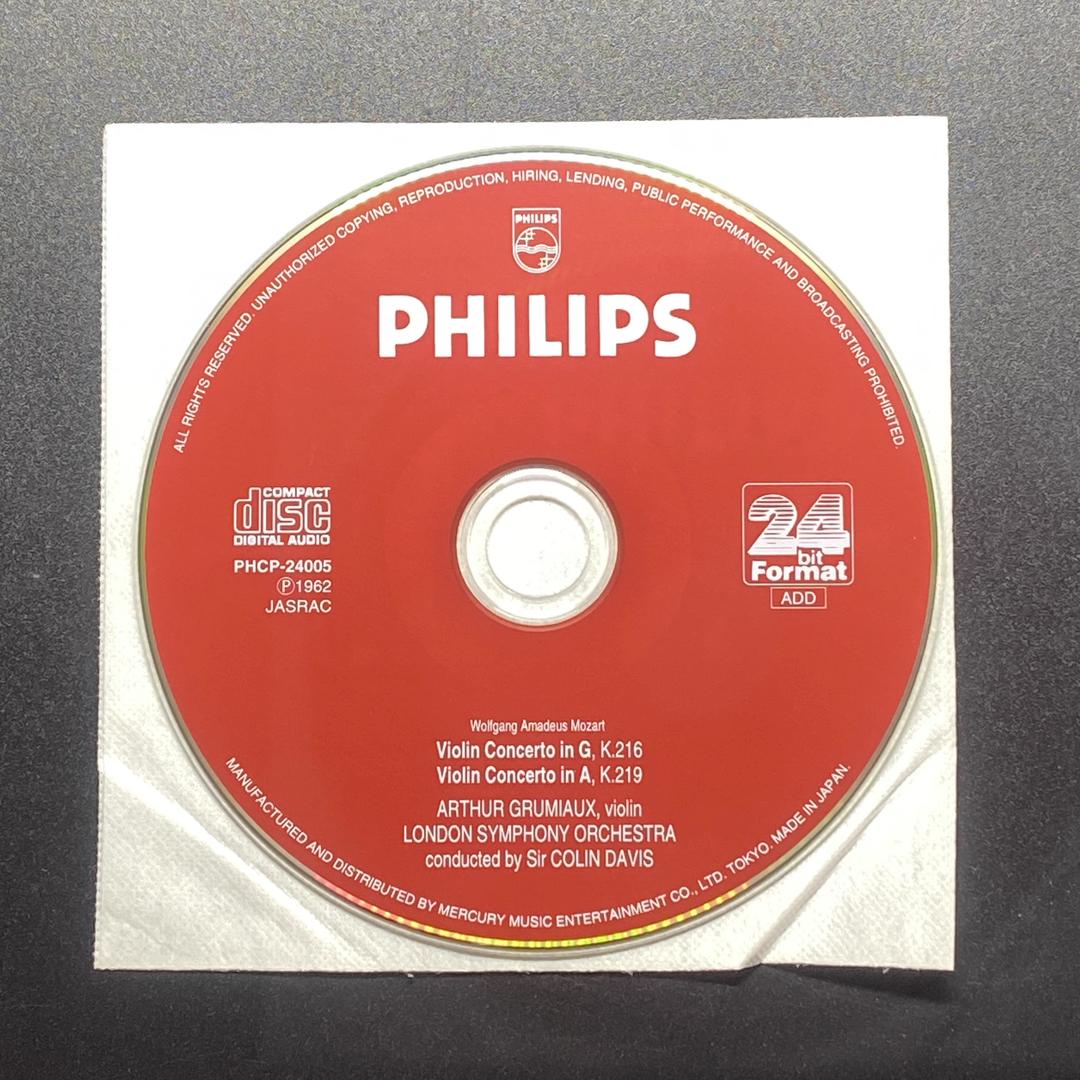 ALL RIGHTS RESERVED. UNAUTHORIZED COPYING, REPRODUCTION, HIRING, LENDING, PUBLIC PERFORMANCE AND BROADCASTING PROHIBITED.
PHILIPS
PHILIPS
COMPACT
disc
DIGITAL AUDIO
PHCP-24005
Ⓟ1962
JASRAC
24
bit
Format
ADD
Wolfgang Amadeus Mozart
Violin Concerto in G, K.216
Violin Concerto in A, K.219
ARTHUR GRUMIAUX, violin
LONDON SYMPHONY ORCHESTRA
conducted by Sir COLIN DAVIS
MANUFACTURED AND DISTRIBUTED BY MERCURY MUSIC ENTERTAINMENT CO., LTD. TOKYO. MADE IN JAPAN.